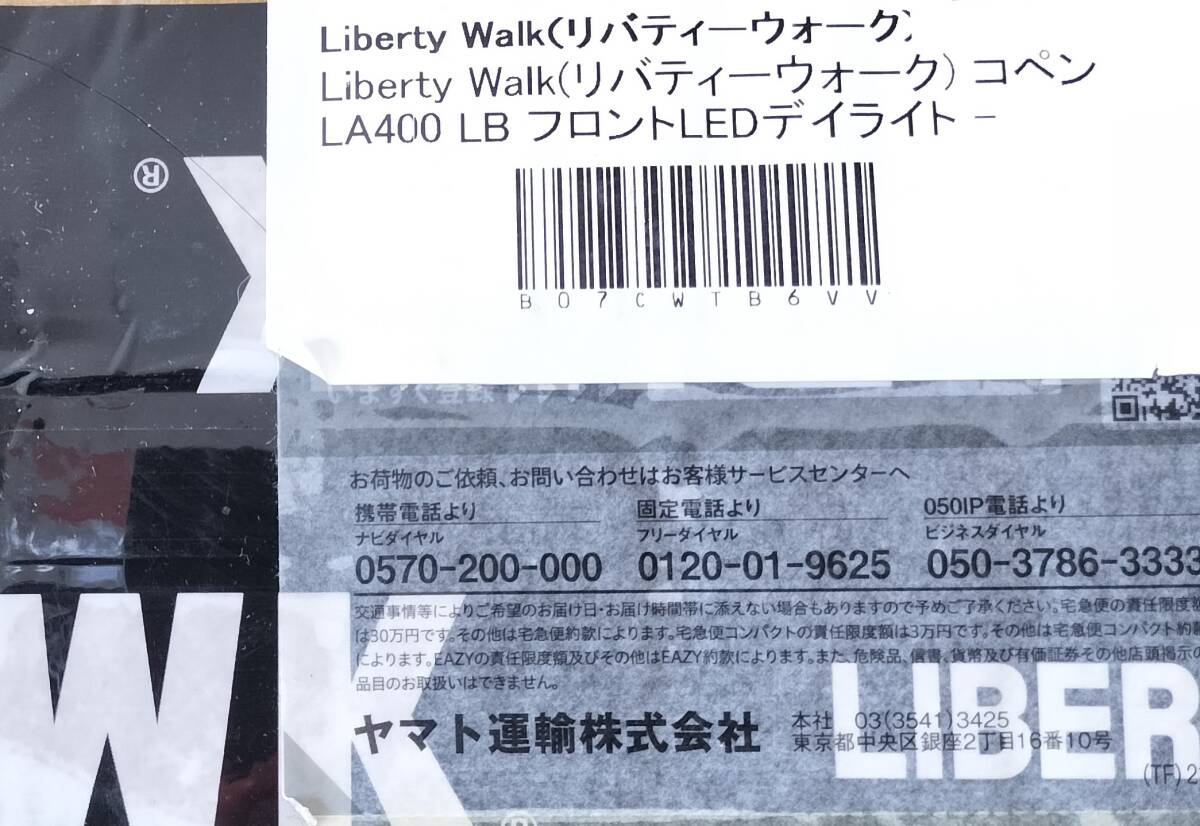 Liberty Walk(リバティーウォーク)
Liberty Walk(リバティーウォーク) コペン
LA400 LB フロントLEDデイライト -
B07CWTB6VV
®
お荷物のご依頼、お問い合わせはお客様サービスセンターへ
携帯電話より 固定電話より 050IP電話より
ナビダイヤル フリーダイヤル ビジネスダイヤル
0570-200-000 0120-01-9625 050-3786-3333
交通事情等によりご希望のお届け日・お届け時間帯に添えない場合もありますので予めご了承ください。宅急便の責任限度額
は30万円です。その他は宅急便約款によります。宅急便コンパクトの責任限度額は3万円です。その他は宅急便コンパクト約款
によります。EAZYの責任限度額及びその他はEAZY約款によります。また、危険品、信書、貨幣及び有価証券その他店頭掲示の
品目のお取扱いはできません。
ヤマト運輸株式会社 本社 03(3541)3425
東京都中央区銀座2丁目16番10号
(TF)2
WK
LIBER
®